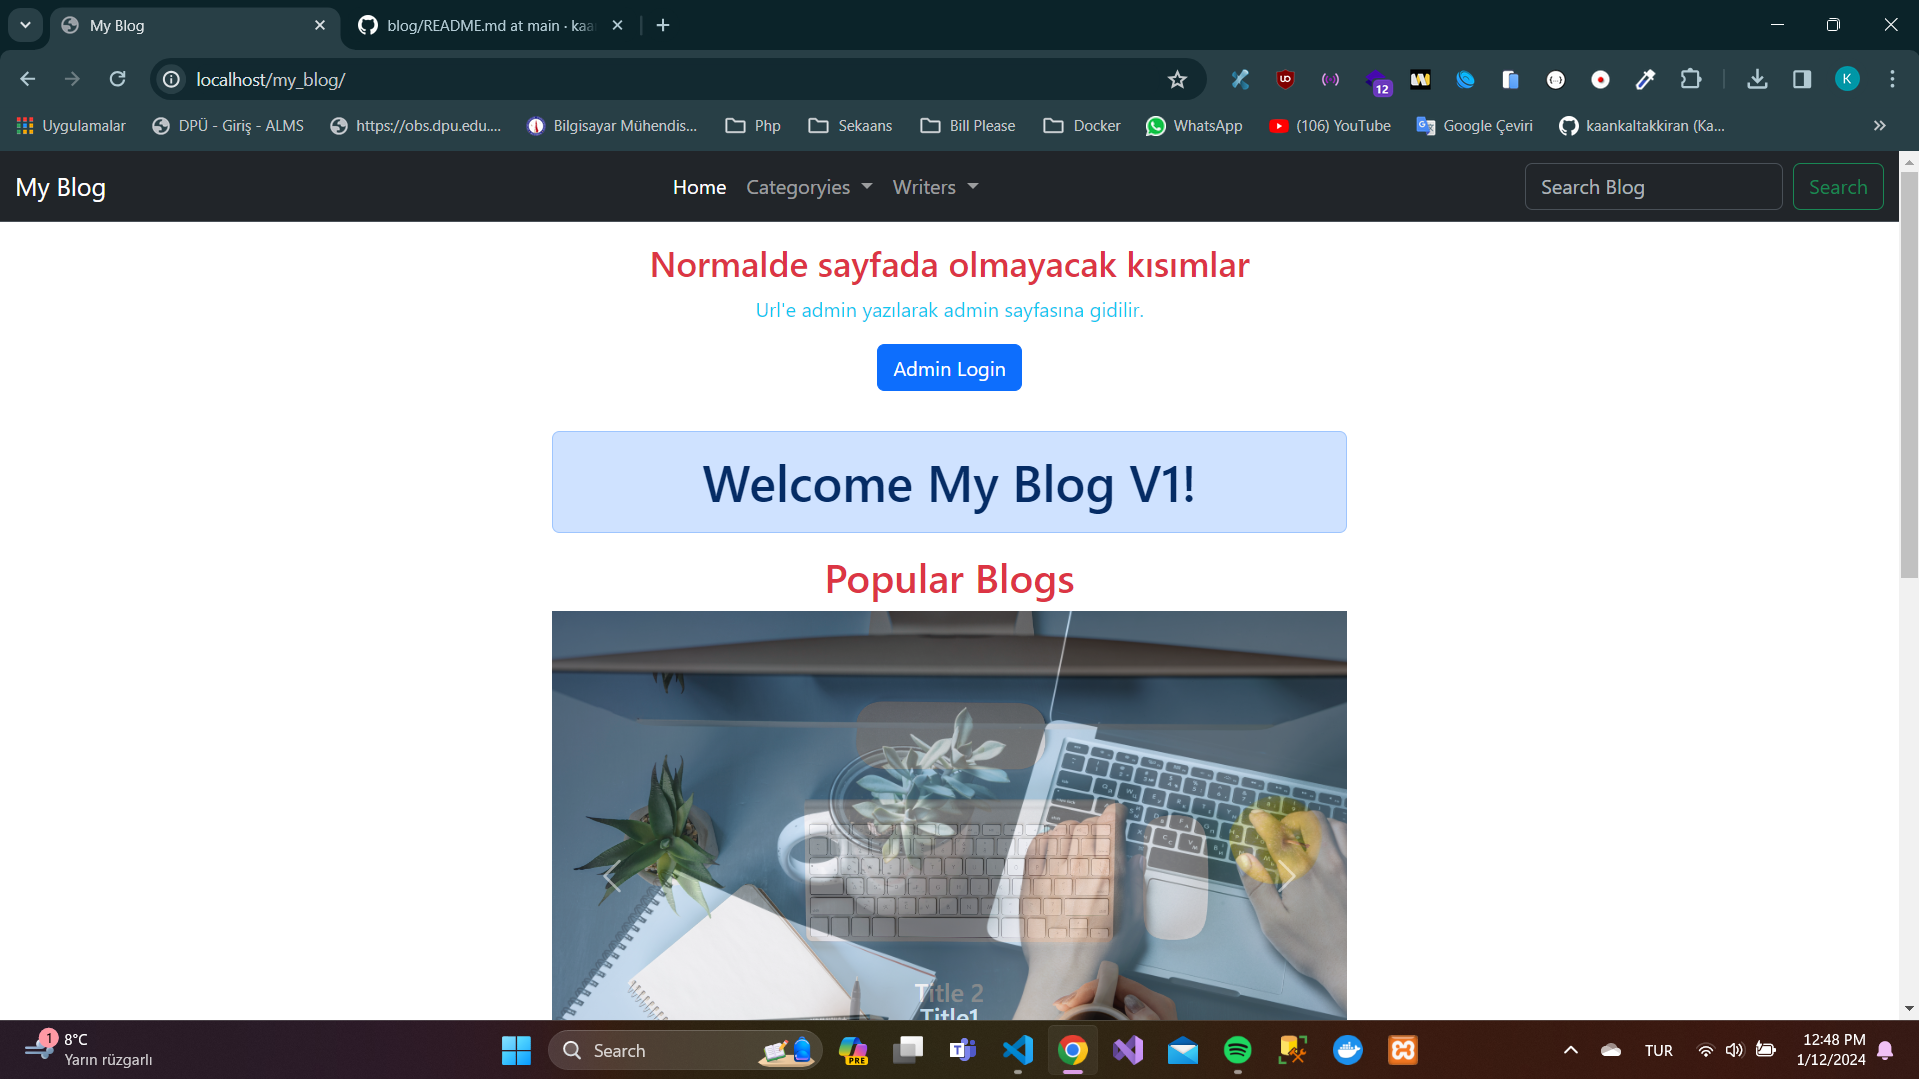 My Blog
blog/README.md at main · kaa
localhost/my_blog/
12
K
Uygulamalar
DPÜ - Giriş - ALMS
https://obs.dpu.edu....
Bilgisayar Mühendis...
Php
Sekaans
Bill Please
Docker
WhatsApp
(106) YouTube
Google Çeviri
kaankaltakkiran (Ka...
My Blog
Home
Categoryies
Writers
Search Blog
Search
Normalde sayfada olmayacak kısımlar
Url'e admin yazılarak admin sayfasına gidilir.
Admin Login
Welcome My Blog V1!
Popular Blogs
Title 2
Title1
1
8°C
Yarın rüzgarlı
Search
PRE
TUR
12:48 PM
1/12/2024